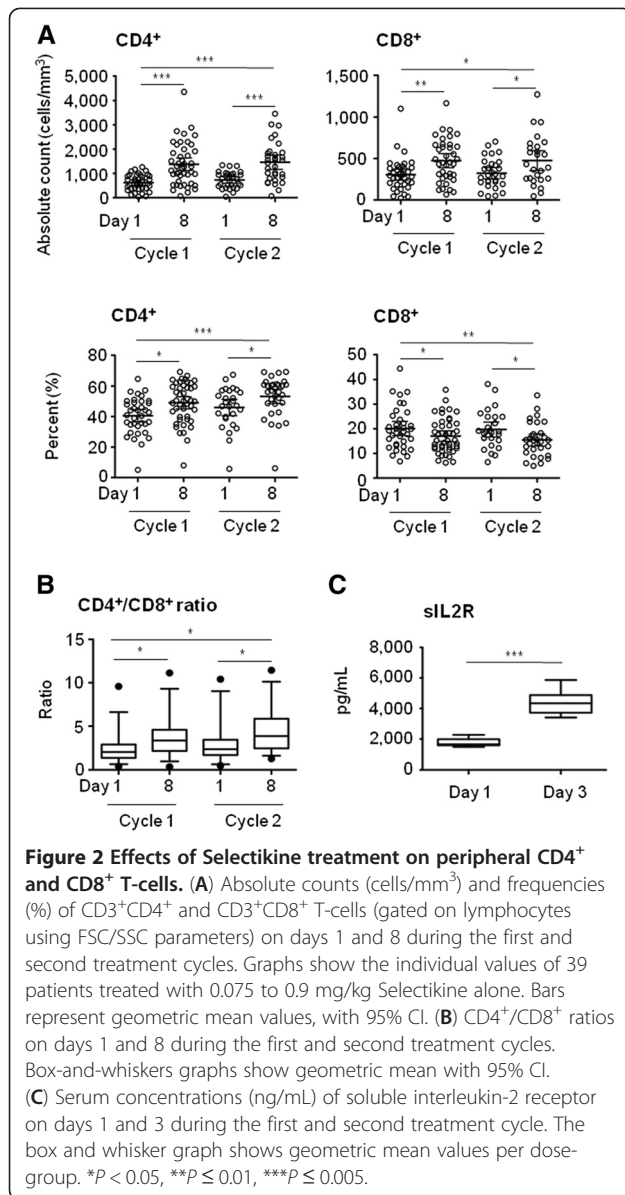 A
CD4+
CD8+
Absolute count (cells/mm3)
5,000
4,000
3,000
2,000
1,000
0
***
***
***
Day 1 8 1 8
Cycle 1 Cycle 2
1,500
1,000
500
0
*
**
*
Day 1 8 1 8
Cycle 1 Cycle 2
CD4+
CD8+
Percent (%)
80
60
40
20
0
***
*
*
Day 1 8 1 8
Cycle 1 Cycle 2
50
40
30
20
10
0
**
*
*
Day 1 8 1 8
Cycle 1 Cycle 2
B
CD4+/CD8+ ratio
Ratio
15
10
5
0
*
*
*
Day 1 8 1 8
Cycle 1 Cycle 2
C
sIL2R
pg/mL
8,000
6,000
4,000
2,000
0
***
Day 1 Day 3
Figure 2 Effects of Selectikine treatment on peripheral CD4+
and CD8+ T-cells. (A) Absolute counts (cells/mm3) and frequencies
(%) of CD3+CD4+ and CD3+CD8+ T-cells (gated on lymphocytes
using FSC/SSC parameters) on days 1 and 8 during the first and
second treatment cycles. Graphs show the individual values of 39
patients treated with 0.075 to 0.9 mg/kg Selectikine alone. Bars
represent geometric mean values, with 95% CI. (B) CD4+/CD8+ ratios
on days 1 and 8 during the first and second treatment cycles.
Box-and-whiskers graphs show geometric mean with 95% CI.
(C) Serum concentrations (ng/mL) of soluble interleukin-2 receptor
on days 1 and 3 during the first and second treatment cycle. The
box and whisker graph shows geometric mean values per dose-
group. *P < 0.05, **P ≤ 0.01, ***P ≤ 0.005.